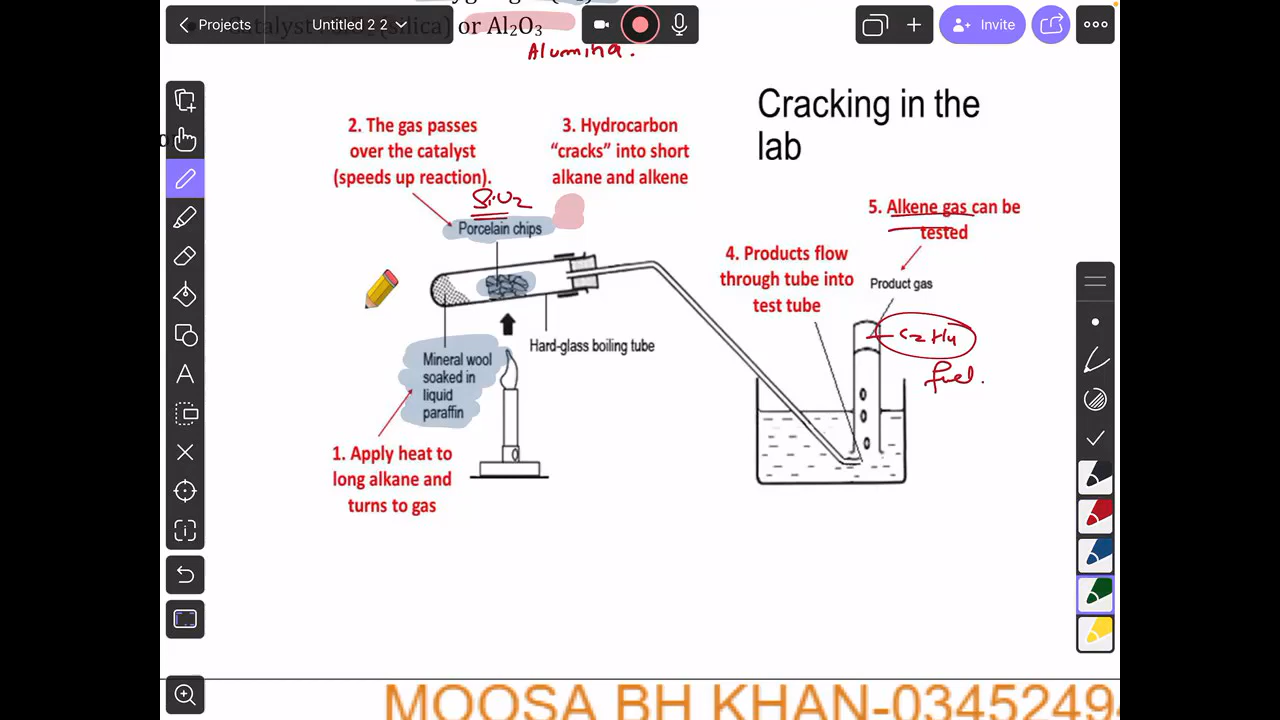 Projects
Untitled 2 2
Invite
or Al₂O₃
Alumina.
Cracking in the
lab
2. The gas passes
over the catalyst
(speeds up reaction).
3. Hydrocarbon
“cracks” into short
alkane and alkene
SiO2
Porcelain chips
5. Alkene gas can be
tested
4. Products flow
through tube into
test tube
Product gas
C2H4
fuel.
Hard-glass boiling tube
Mineral wool
soaked in
liquid
paraffin
1. Apply heat to
long alkane and
turns to gas
MOOSA BH KHAN-0345249